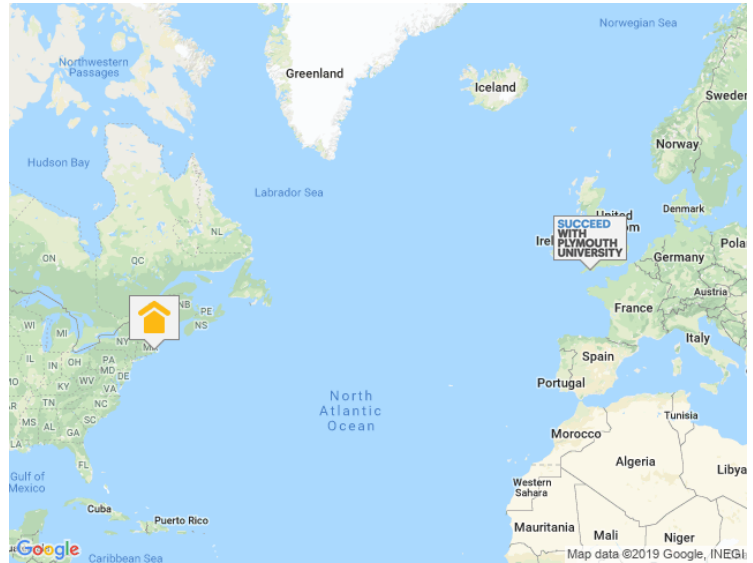 Norwegian Sea
Northwestern
Passages
Greenland
Iceland
Sweden
Norway
Hudson Bay
Labrador Sea
SUCCEED
WITH
PLYMOUTH
UNIVERSITY
United
Denmark
NL
ON
QC
Germany
NB
PE
NS
Austria
France
WI
MI
NY
Italy
IL
IN
OH
PA
MD
DE
Spain
MO
KY
WV
VA
Portugal
TN
NC
North
Atlantic
Ocean
Tunisia
MS
AL
GA
SC
Morocco
LA
FL
Algeria
Libya
Gulf of
Mexico
Western
Sahara
Cuba
Puerto Rico
Mauritania
Mali
Niger
Google
Caribbean Sea
Map data ©2019 Google, INEGI